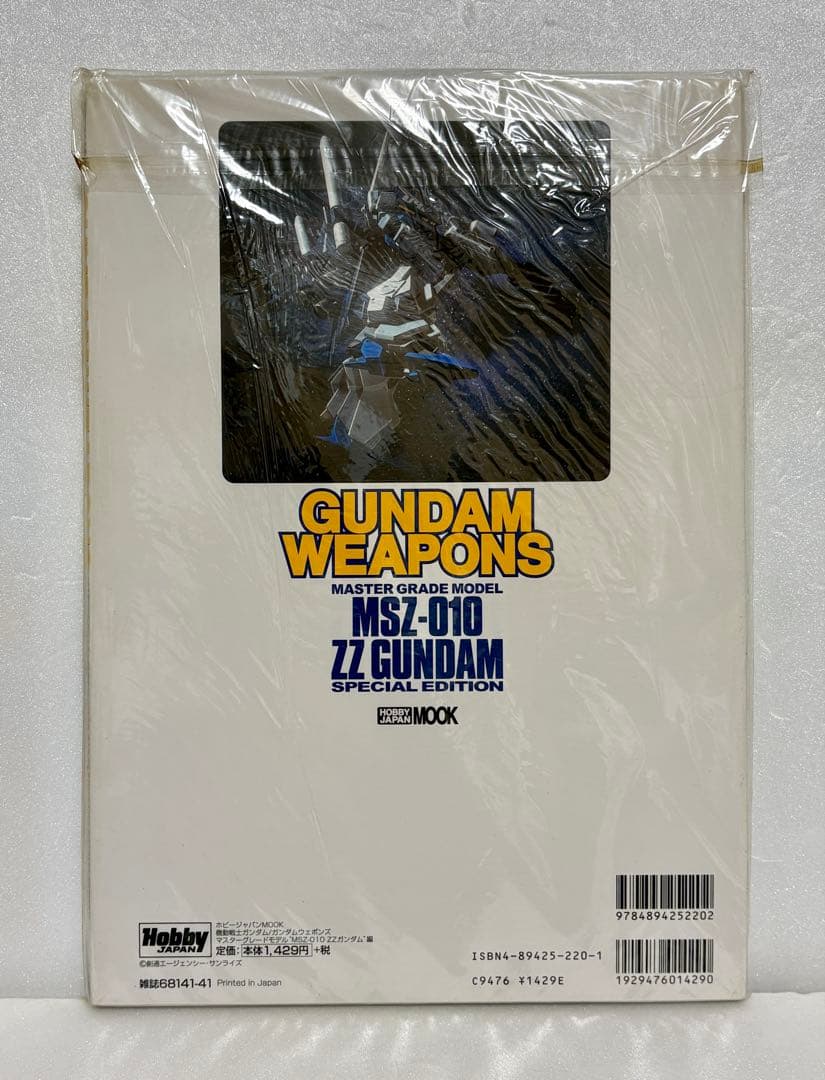 GUNDAM
WEAPONS
MASTER GRADE MODEL
MSZ-010
ZZ GUNDAM
SPECIAL EDITION
HOBBY JAPAN MOOK
9784894252202
Hobby JAPAN
ホビージャパンMOOK
機動戦士ガンダム/ガンダムウェポンズ
マスターグレードモデル"MSZ-010 ZZガンダム"編
定価:本体1,429円+税
©創通エージェンシー・サンライズ
雑誌68141-41 Printed in Japan
ISBN4-89425-220-1
C9476 ¥1429E
1929476014290